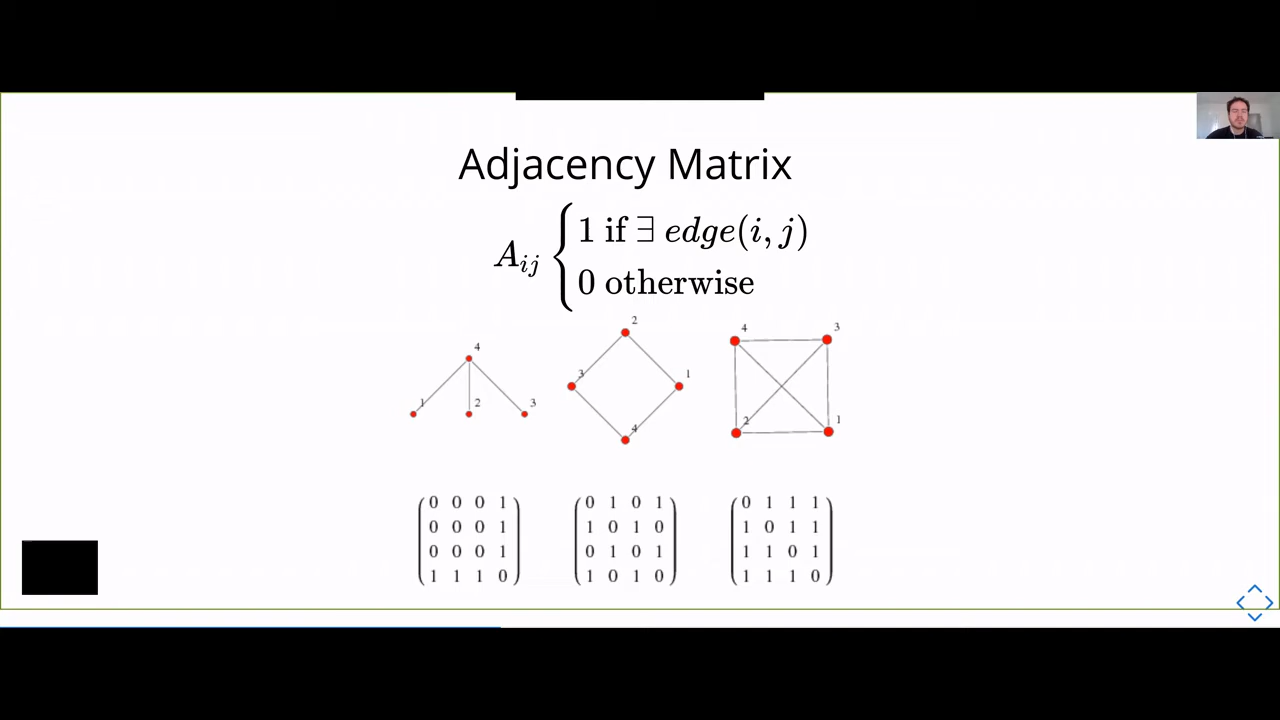 Adjacency Matrix
A_{ij} { 1 if ∃ edge(i, j)
0 otherwise
4
1 2 3
2
3 1
4
4 3
2 1
0 0 0 1
0 0 0 1
0 0 0 1
1 1 1 0
0 1 0 1
1 0 1 0
0 1 0 1
1 0 1 0
0 1 1 1
1 0 1 1
1 1 0 1
1 1 1 0